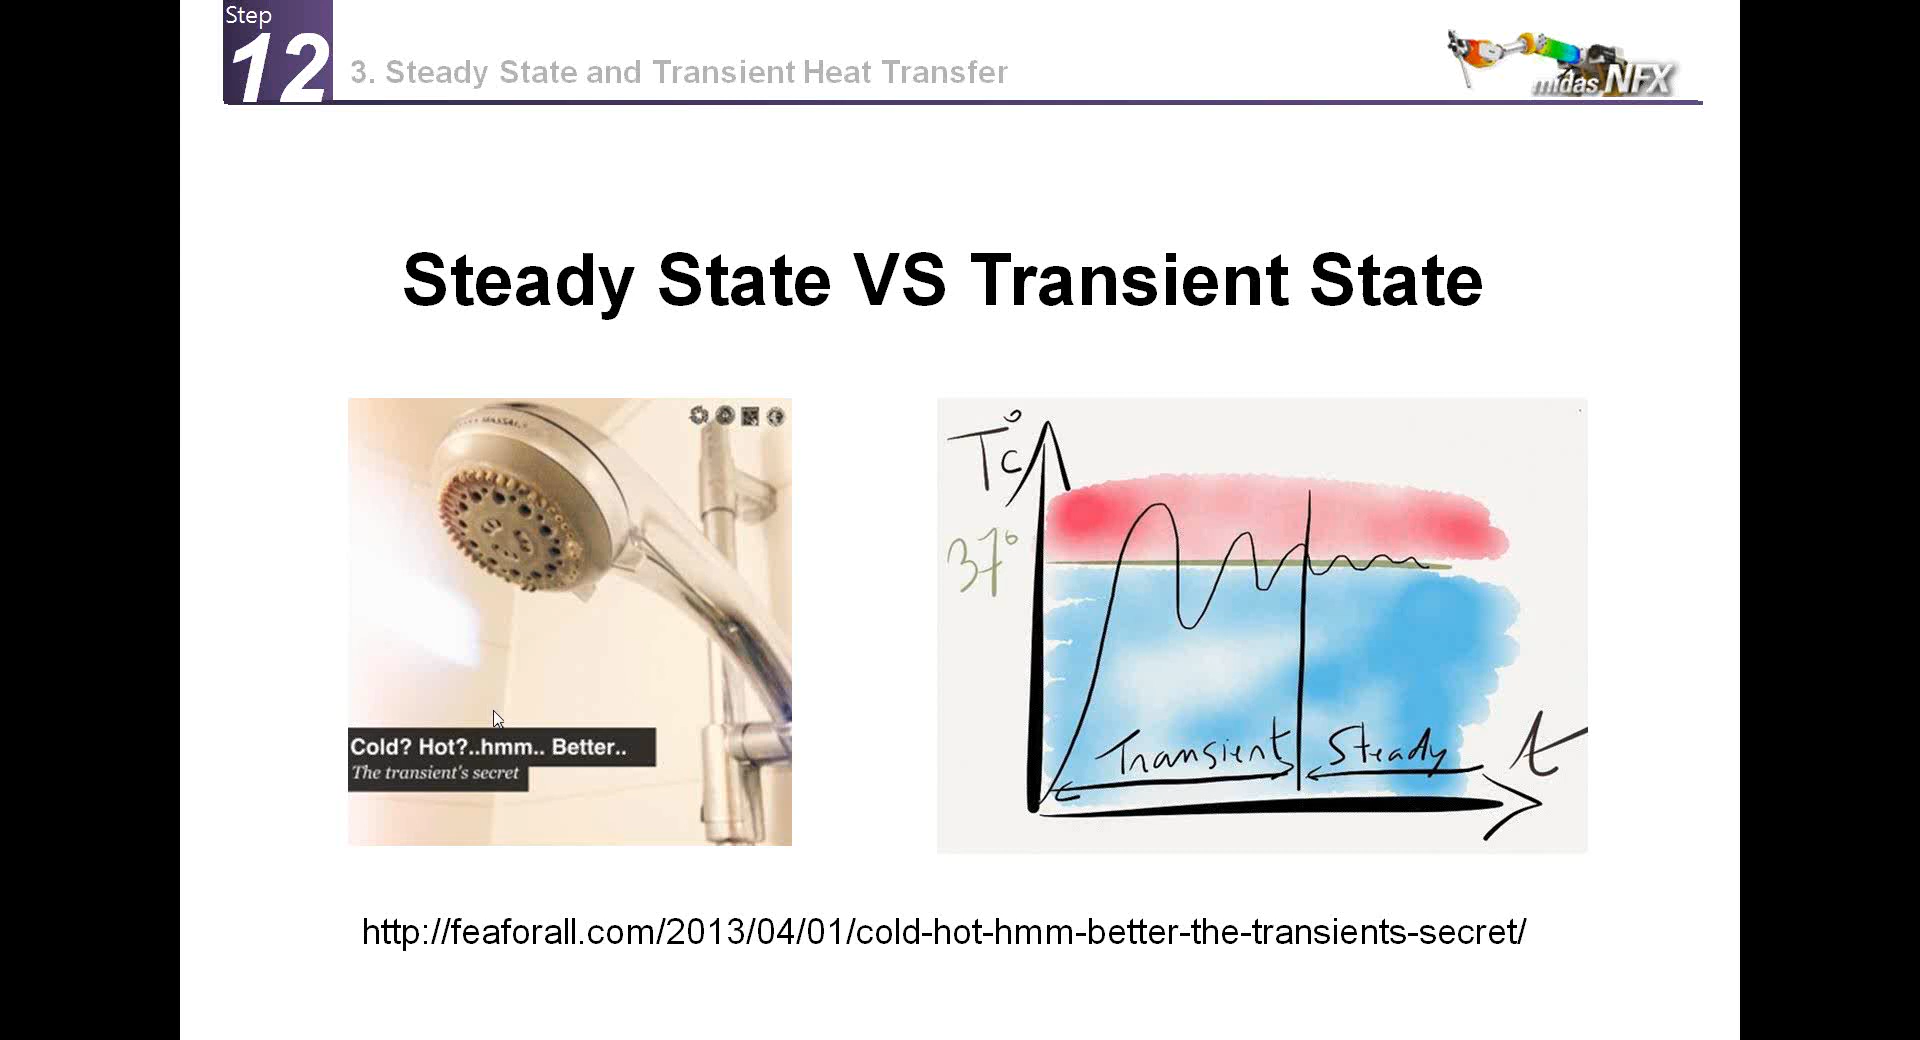 Step
12
3. Steady State and Transient Heat Transfer
midas NFX
Steady State VS Transient State
Cold? Hot?..hmm.. Better..
The transient's secret
T°c
37°
Transient
Steady
t
http://feaforall.com/2013/04/01/cold-hot-hmm-better-the-transients-secret/